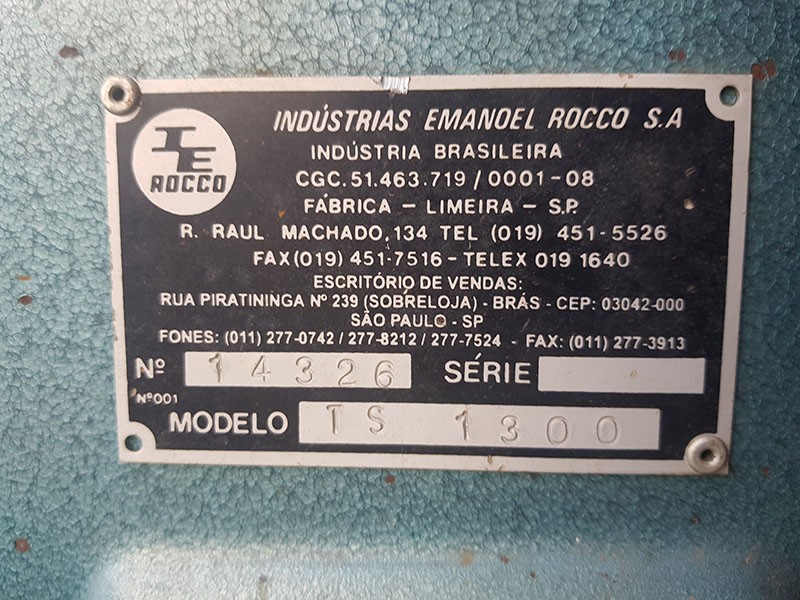 IE
ROCCO
INDÚSTRIAS EMANOEL ROCCO S.A
INDÚSTRIA BRASILEIRA
CGC. 51.463.719 / 0001-08
FÁBRICA - LIMEIRA - S.P.
R. RAUL MACHADO, 134 TEL (019) 451-5526
FAX (019) 451-7516 - TELEX 019 1640
ESCRITÓRIO DE VENDAS:
RUA PIRATININGA Nº 239 (SOBRELOJA) - BRÁS - CEP: 03042-000
SÃO PAULO - SP
FONES: (011) 277-0742 / 277-8212 / 277-7524 - FAX: (011) 277-3913
Nº 14326 SÉRIE .
Nº001
MODELO TS 1300